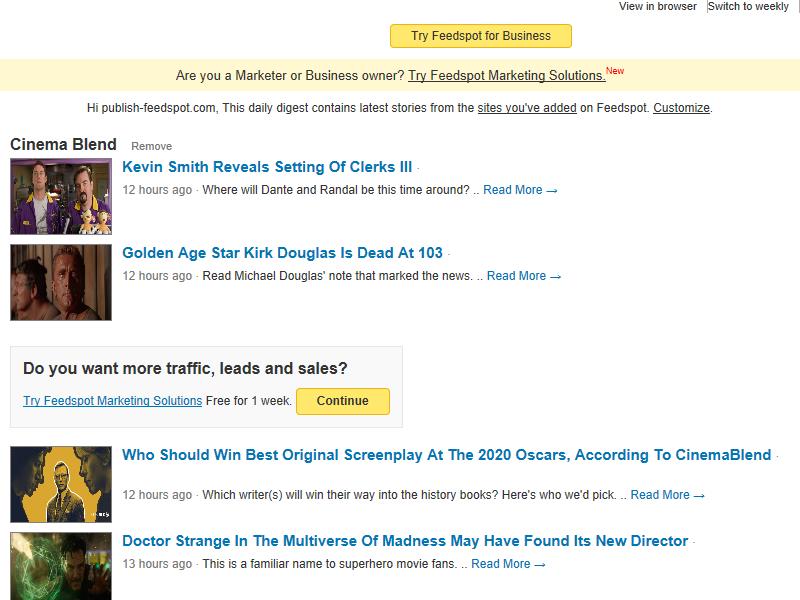 View in browser | Switch to weekly |
Try Feedspot for Business
Are you a Marketer or Business owner? Try Feedspot Marketing Solutions. New
Hi publish-feedspot.com, This daily digest contains latest stories from the sites you've added on Feedspot. Customize.
Cinema Blend Remove
Kevin Smith Reveals Setting Of Clerks III ·
12 hours ago · Where will Dante and Randal be this time around? .. Read More →
Golden Age Star Kirk Douglas Is Dead At 103 ·
12 hours ago · Read Michael Douglas' note that marked the news. .. Read More →
Do you want more traffic, leads and sales?
Try Feedspot Marketing Solutions Free for 1 week. Continue
Who Should Win Best Original Screenplay At The 2020 Oscars, According To CinemaBlend ·
12 hours ago · Which writer(s) will win their way into the history books? Here's who we'd pick. .. Read More →
Doctor Strange In The Multiverse Of Madness May Have Found Its New Director ·
13 hours ago · This is a familiar name to superhero movie fans. .. Read More →